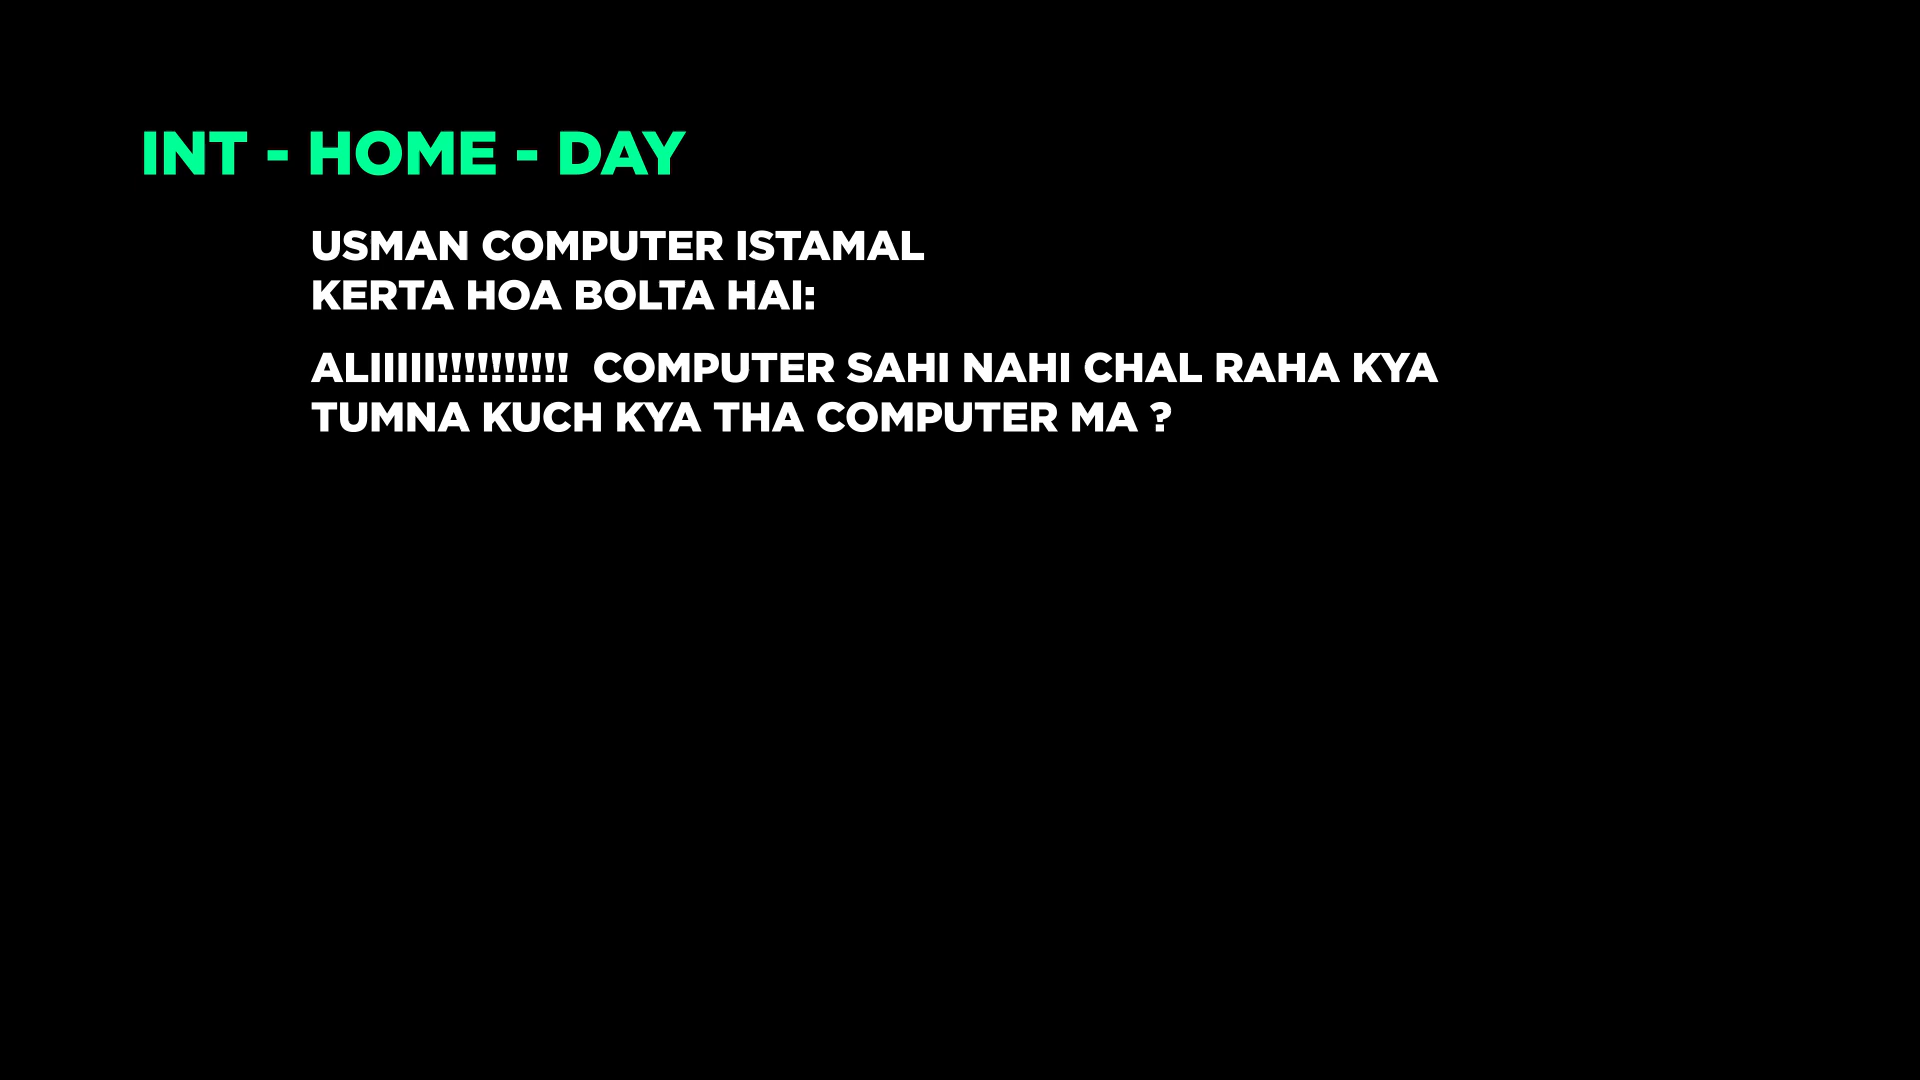 INT - HOME - DAY
USMAN COMPUTER ISTAMAL
KERTA HOA BOLTA HAI:
ALIIIII!!!!!!!!!! COMPUTER SAHI NAHI CHAL RAHA KYA
TUMNA KUCH KYA THA COMPUTER MA ?